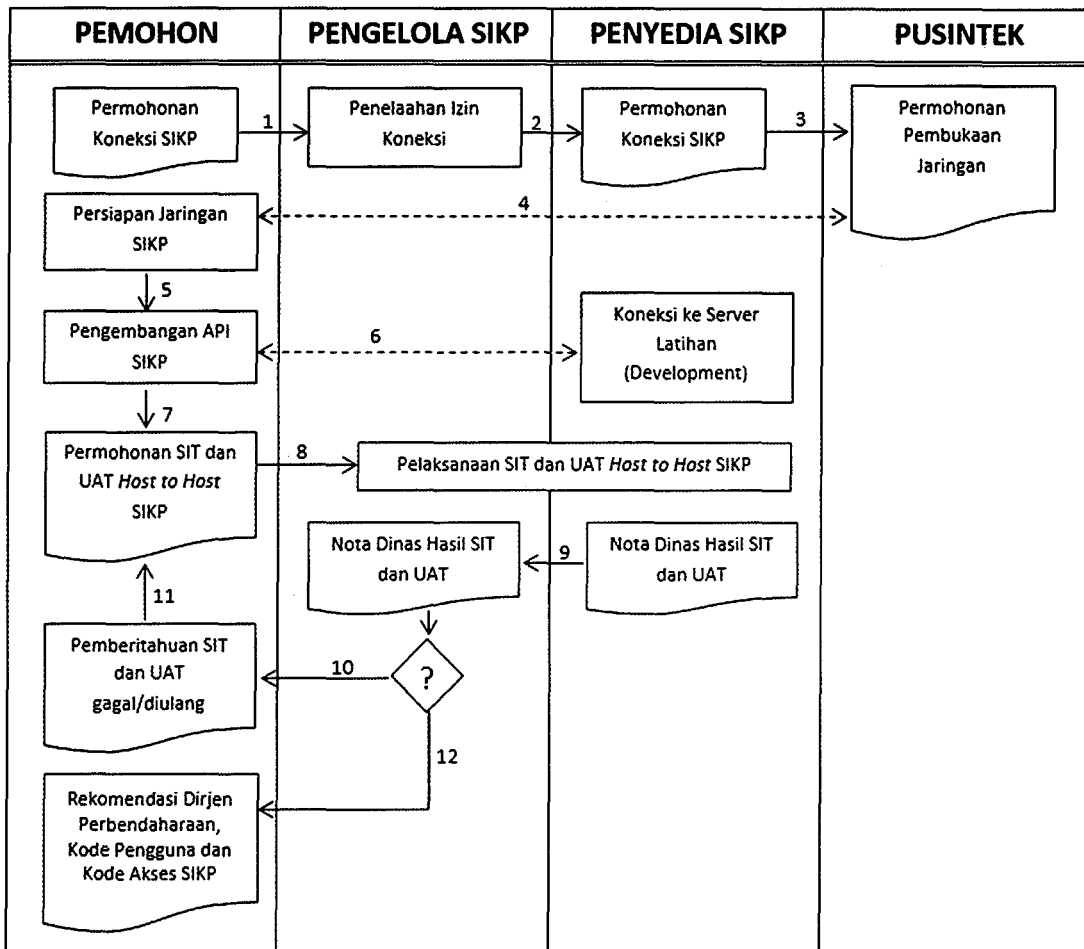 PEMOHON
PENGELOLA SIKP
PENYEDIA SIKP
PUSINTEK
Permohonan
Koneksi SIKP
1
Penelaahan Izin
Koneksi
2
Permohonan
Koneksi SIKP
3
Permohonan
Pembukaan
Jaringan
Persiapan Jaringan
SIKP
4
5
Pengembangan API
SIKP
6
Koneksi ke Server
Latihan
(Development)
7
Permohonan SIT dan
UAT Host to Host
SIKP
8
Pelaksanaan SIT dan UAT Host to Host SIKP
Nota Dinas Hasil SIT
dan UAT
9
Nota Dinas Hasil SIT
dan UAT
11
Pemberitahuan SIT
dan UAT
gagal/diulang
10
?
12
Rekomendasi Dirjen
Perbendaharaan,
Kode Pengguna dan
Kode Akses SIKP